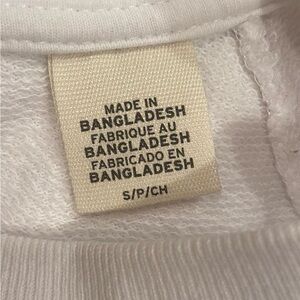 MADE IN
BANGLADESH
FABRIQUE AU
BANGLADESH
FABRICADO EN
BANGLADESH
S/P/CH